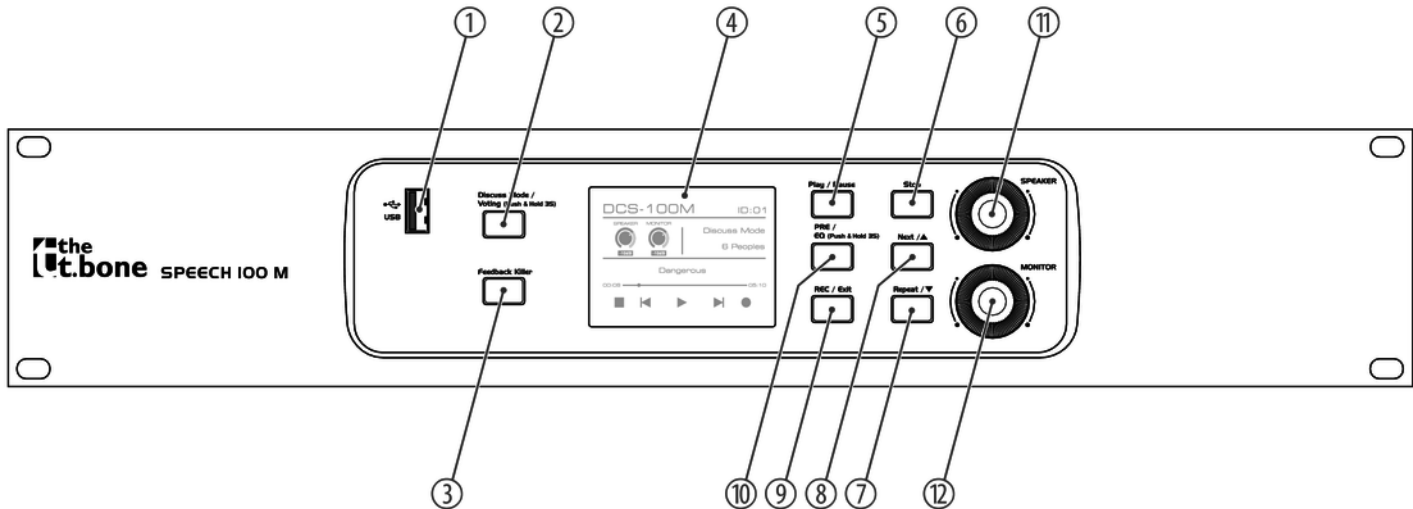 ① ② ④ ⑤ ⑥ ⑪
USB
Discuss Mode /
Voting (Push & Hold 3S)
Feedback Killer
DCS-100M ID:01
SPEAKER MONITOR
Discuss Mode
6 Peoples
Dangerous
00:09 05:10
Play / Pause
Stop
PRE /
EQ (Push & Hold 3S)
Next /▲
REC / Exit
Repeat /▼
SPEAKER
MONITOR
the
t.bone SPEECH 100 M
③ ⑩ ⑨ ⑧ ⑦ ⑫